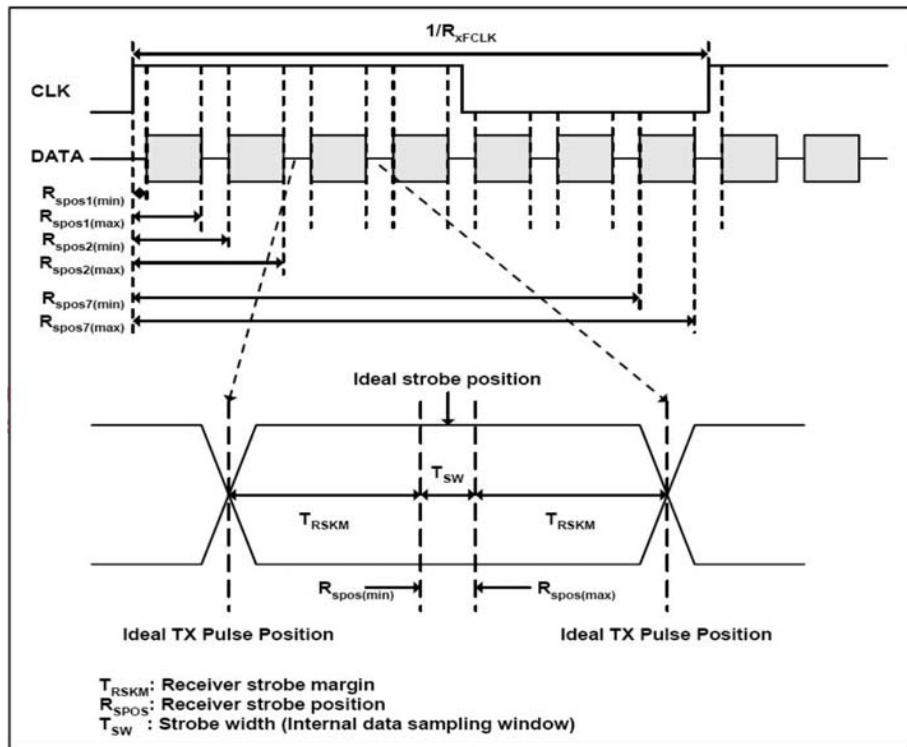 1/RxFCLK
CLK
DATA
Rspos1(min)
Rspos1(max)
Rspos2(min)
Rspos2(max)
Rspos7(min)
Rspos7(max)
Ideal strobe position
TSW
TRSKM
TRSKM
Rspos(min)
Rspos(max)
Ideal TX Pulse Position
Ideal TX Pulse Position
TRSKM: Receiver strobe margin
RSPOS: Receiver strobe position
TSW : Strobe width (Internal data sampling window)